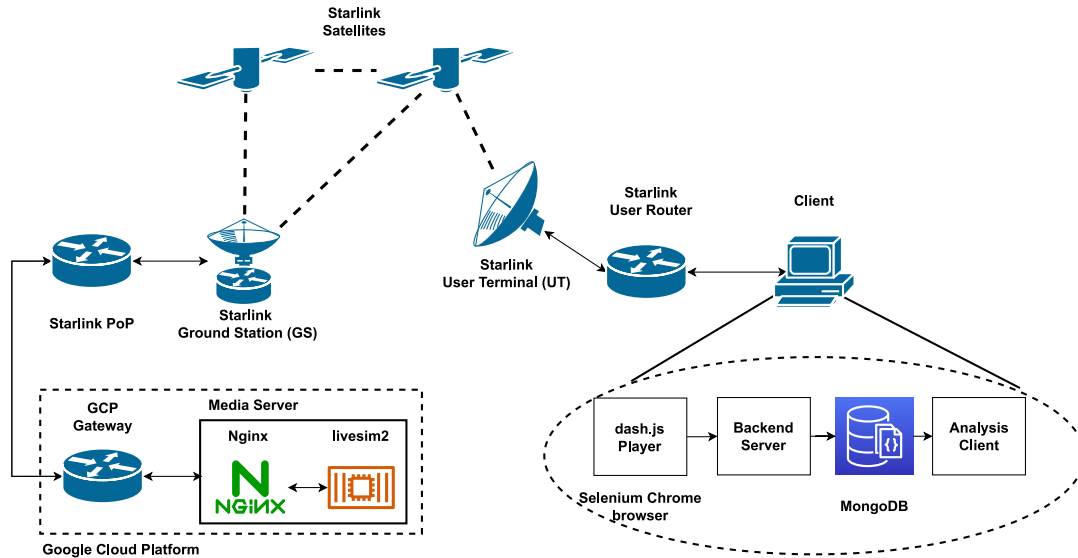 Starlink
Satellites
Starlink
User Router
Client
Starlink
User Terminal (UT)
Starlink PoP
Starlink
Ground Station (GS)
GCP
Gateway
Media Server
Nginx
livesim2
NGiNX
Google Cloud Platform
dash.js
Player
Backend
Server
{}
Analysis
Client
Selenium Chrome
browser
MongoDB